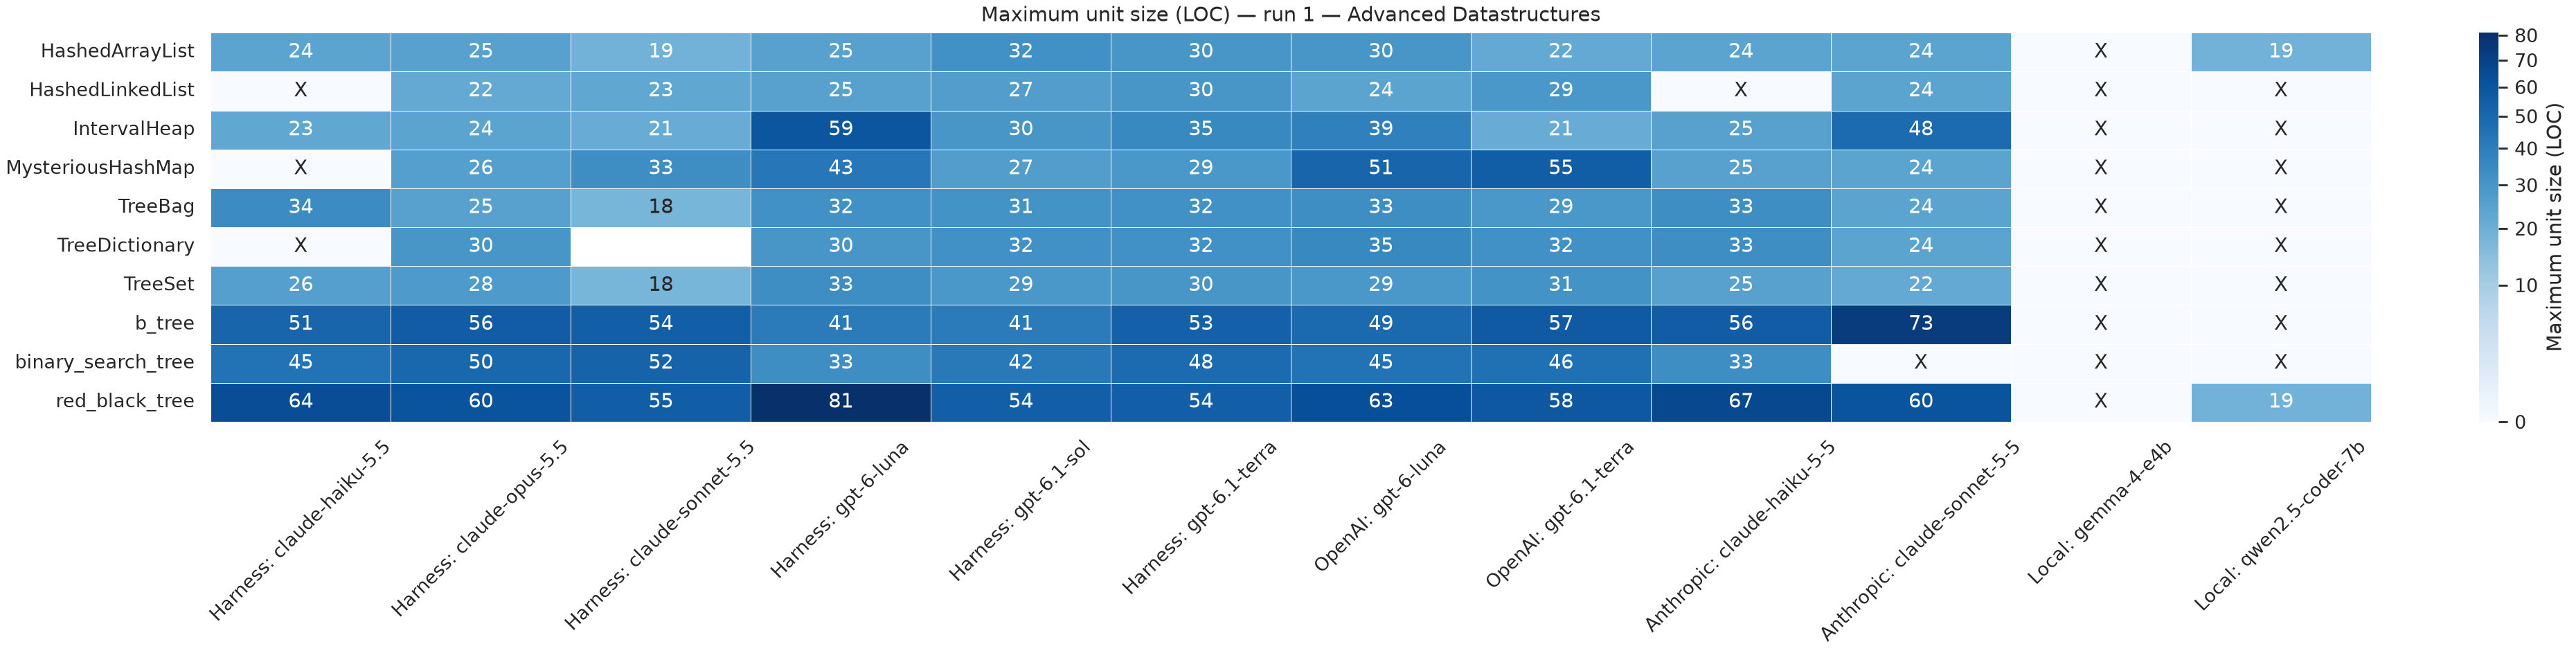 Maximum unit size (LOC) — run 1 — Advanced Datastructures
HashedArrayList 24 25 19 25 32 30 30 22 24 24 X 19
HashedLinkedList X 22 23 25 27 30 24 29 X 24 X X
IntervalHeap 23 24 21 59 30 35 39 21 25 48 X X
MysteriousHashMap X 26 33 43 27 29 51 55 25 24 X X
TreeBag 34 25 18 32 31 32 33 29 33 24 X X
TreeDictionary X 30 30 32 32 35 32 33 24 X X
TreeSet 26 28 18 33 29 30 29 31 25 22 X X
b_tree 51 56 54 41 41 53 49 57 56 73 X X
binary_search_tree 45 50 52 33 42 48 45 46 33 X X X
red_black_tree 64 60 55 81 54 54 63 58 67 60 X 19
Harness: claude-haiku-5.5
Harness: claude-opus-5.5
Harness: claude-sonnet-5.5
Harness: gpt-6-luna
Harness: gpt-6.1-sol
Harness: gpt-6.1-terra
OpenAI: gpt-6-luna
OpenAI: gpt-6.1-terra
Anthropic: claude-haiku-5-5
Anthropic: claude-sonnet-5-5
Local: gemma-4-e4b
Local: qwen2.5-coder-7b
80
70
60
50
40
30
20
10
0
Maximum unit size (LOC)